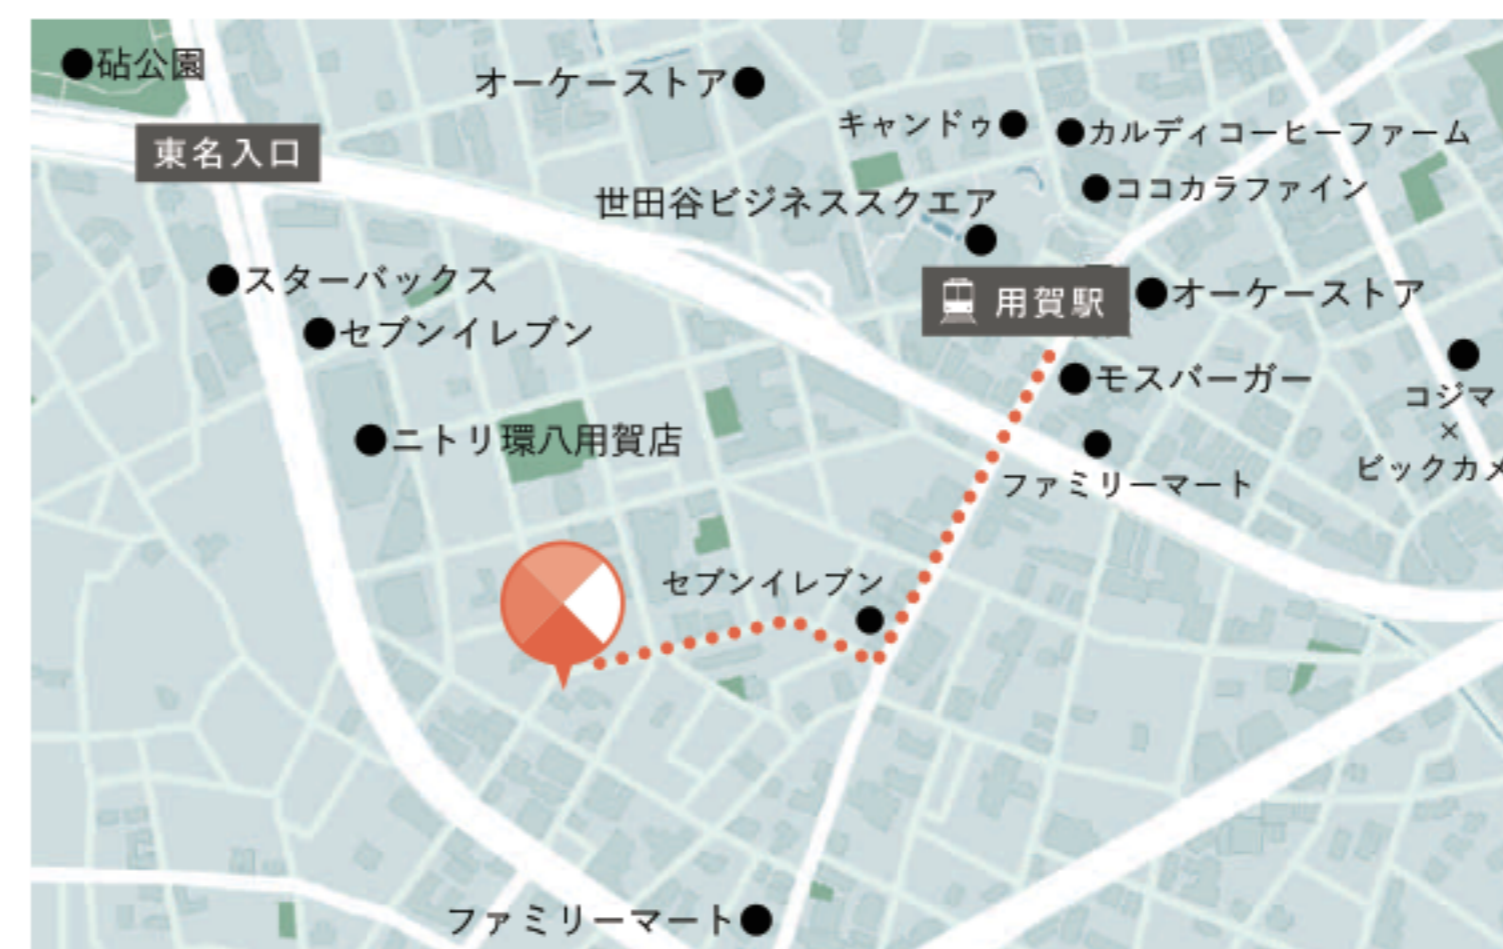 砧公園
オーケーストア
キャンドゥ
カルディコーヒーファーム
東名入口
ココカラファイン
世田谷ビジネススクエア
スターバックス
用賀駅
オーケーストア
セブンイレブン
モスバーガー
コジマ
×
ビックカメ
ニトリ環八用賀店
ファミリーマート
セブンイレブン
ファミリーマート